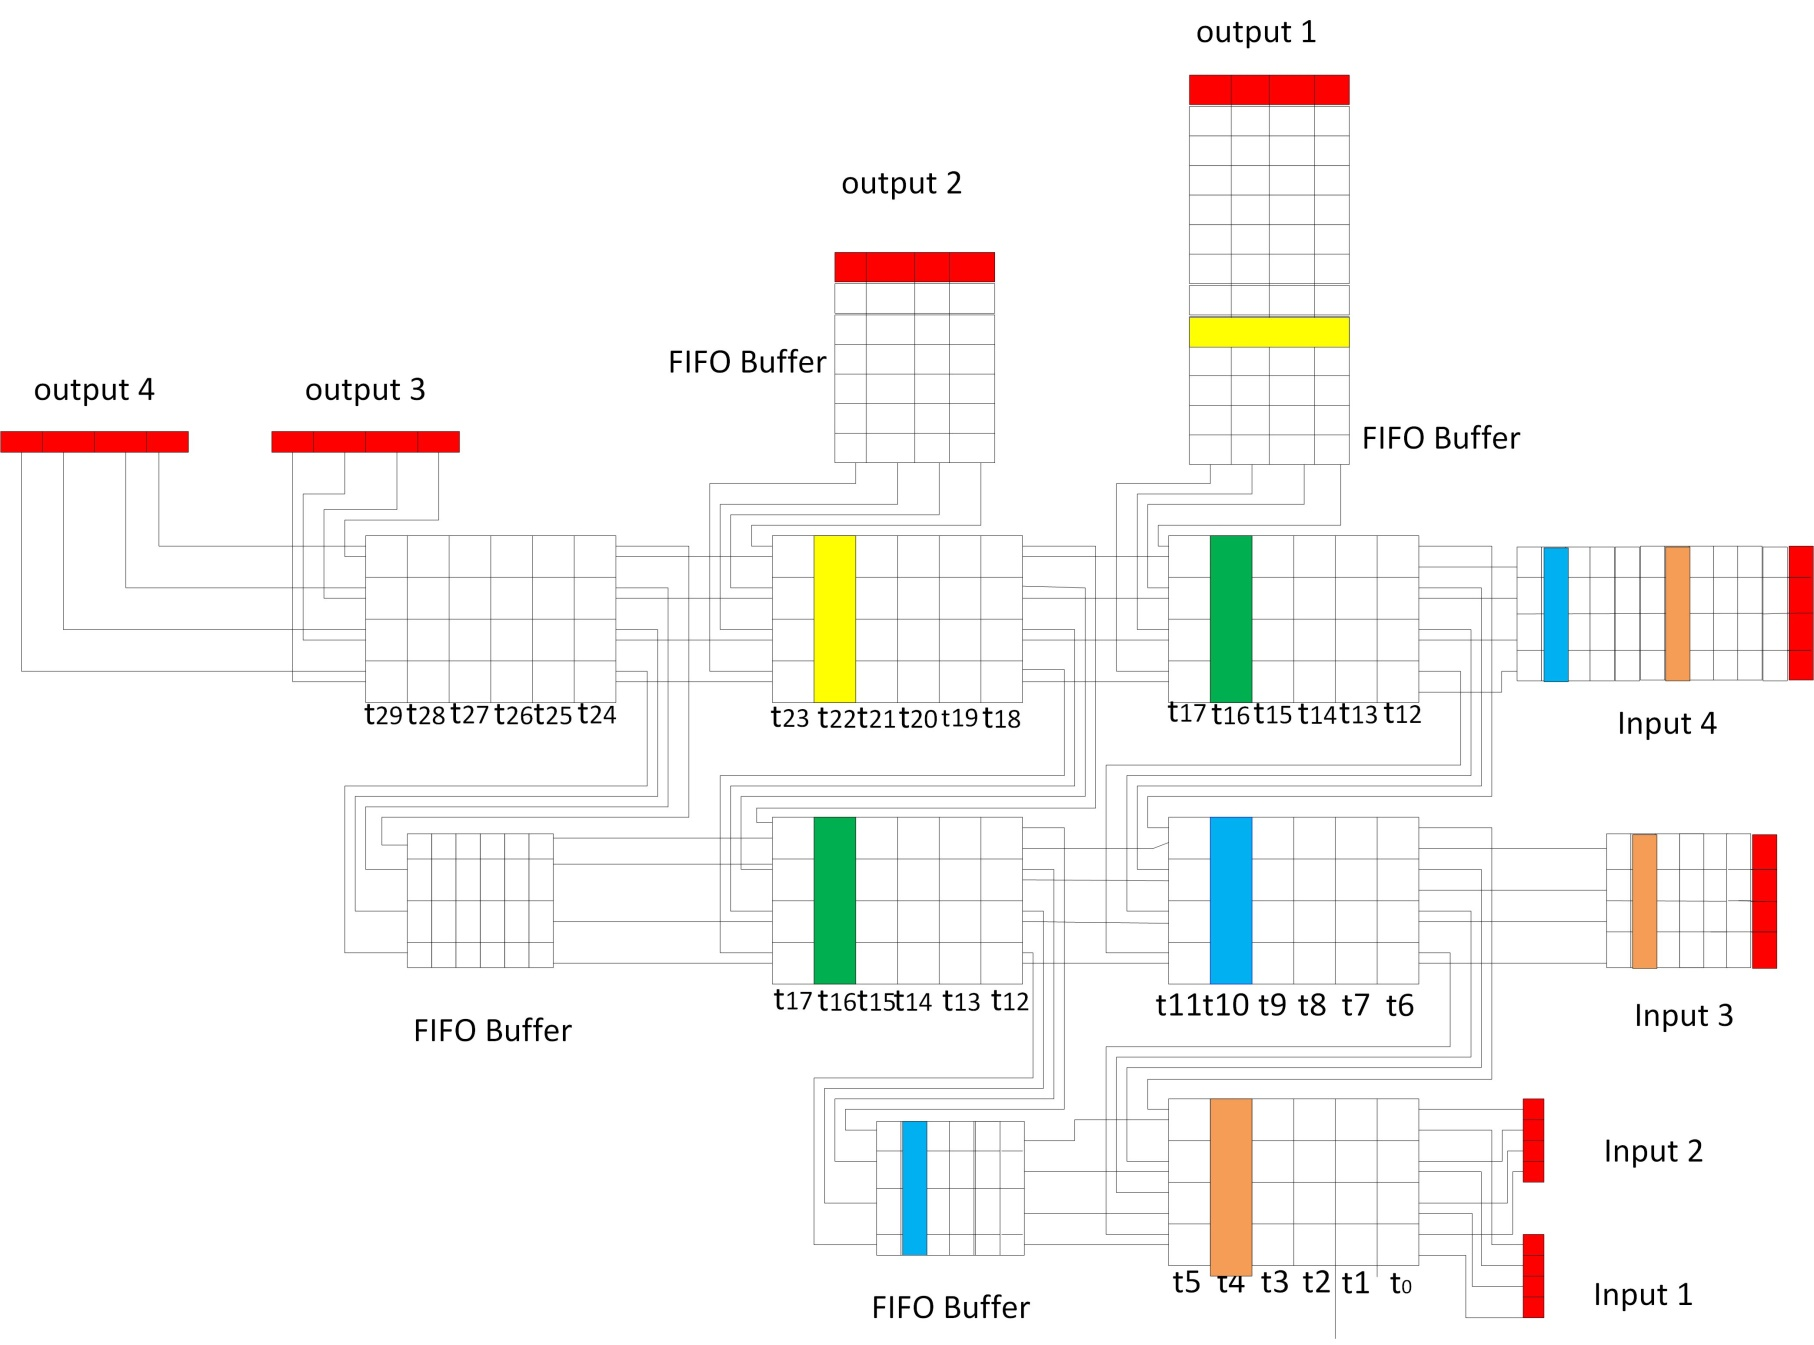 output 1
output 2
FIFO Buffer
output 4
output 3
FIFO Buffer
t29 t28 t27 t26 t25 t24
t23 t22 t21 t20 t19 t18
t17 t16 t15 t14 t13 t12
Input 4
t17 t16 t15 t14 t13 t12
t11 t10 t9 t8 t7 t6
Input 3
FIFO Buffer
Input 2
t5 t4 t3 t2 t1 t0
Input 1
FIFO Buffer